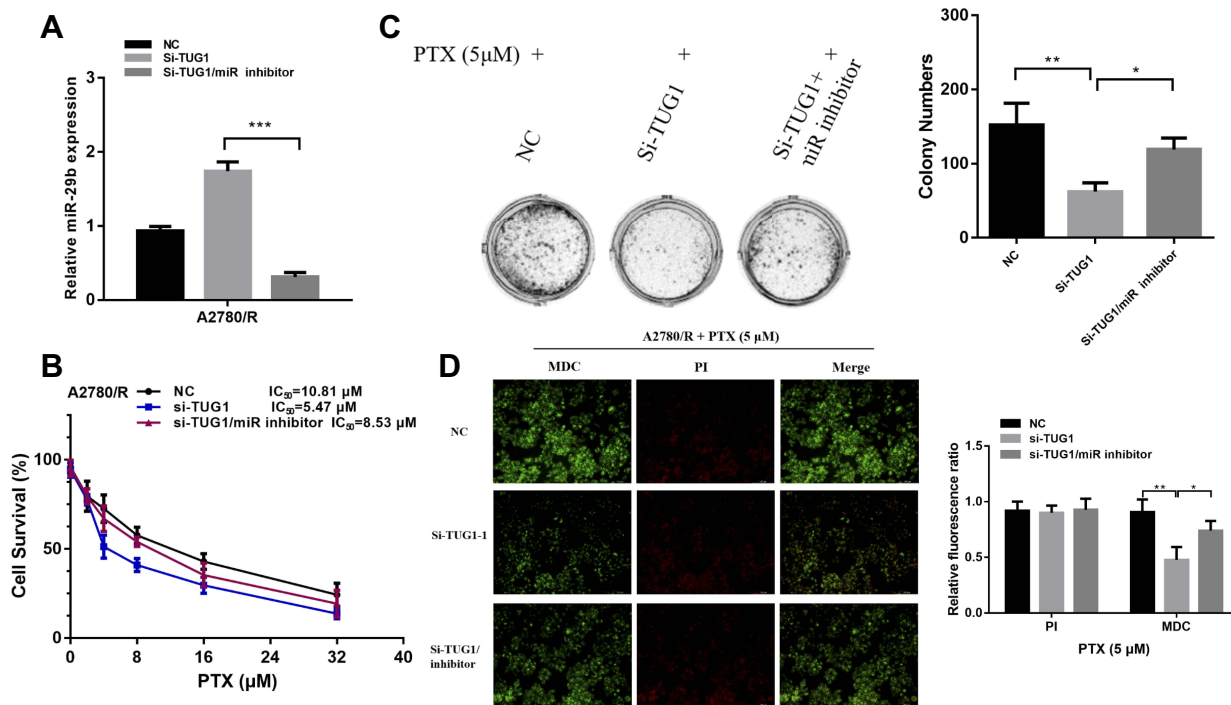 A
NC
Si-TUG1
Si-TUG1/miR inhibitor
Relative miR-29b expression
3
2
1
0
***
A2780/R
C
PTX (5µM) + + +
NC
Si-TUG1
Si-TUG1+
miR inhibitor
Colony Numbers
300
200
100
0
**
*
NC
Si-TUG1
Si-TUG1/miR inhibitor
B
A2780/R
NC IC50=10.81 µM
si-TUG1 IC50=5.47 µM
si-TUG1/miR inhibitor IC50=8.53 µM
Cell Survival (%)
100
50
0
0 8 16 24 32 40
PTX (µM)
D
A2780/R + PTX (5 µM)
MDC PI Merge
NC
Si-TUG1-1
Si-TUG1/
inhibitor
NC
si-TUG1
si-TUG1/miR inhibitor
Relative fluorescence ratio
1.5
1.0
0.5
0.0
**
*
PI MDC
PTX (5 µM)